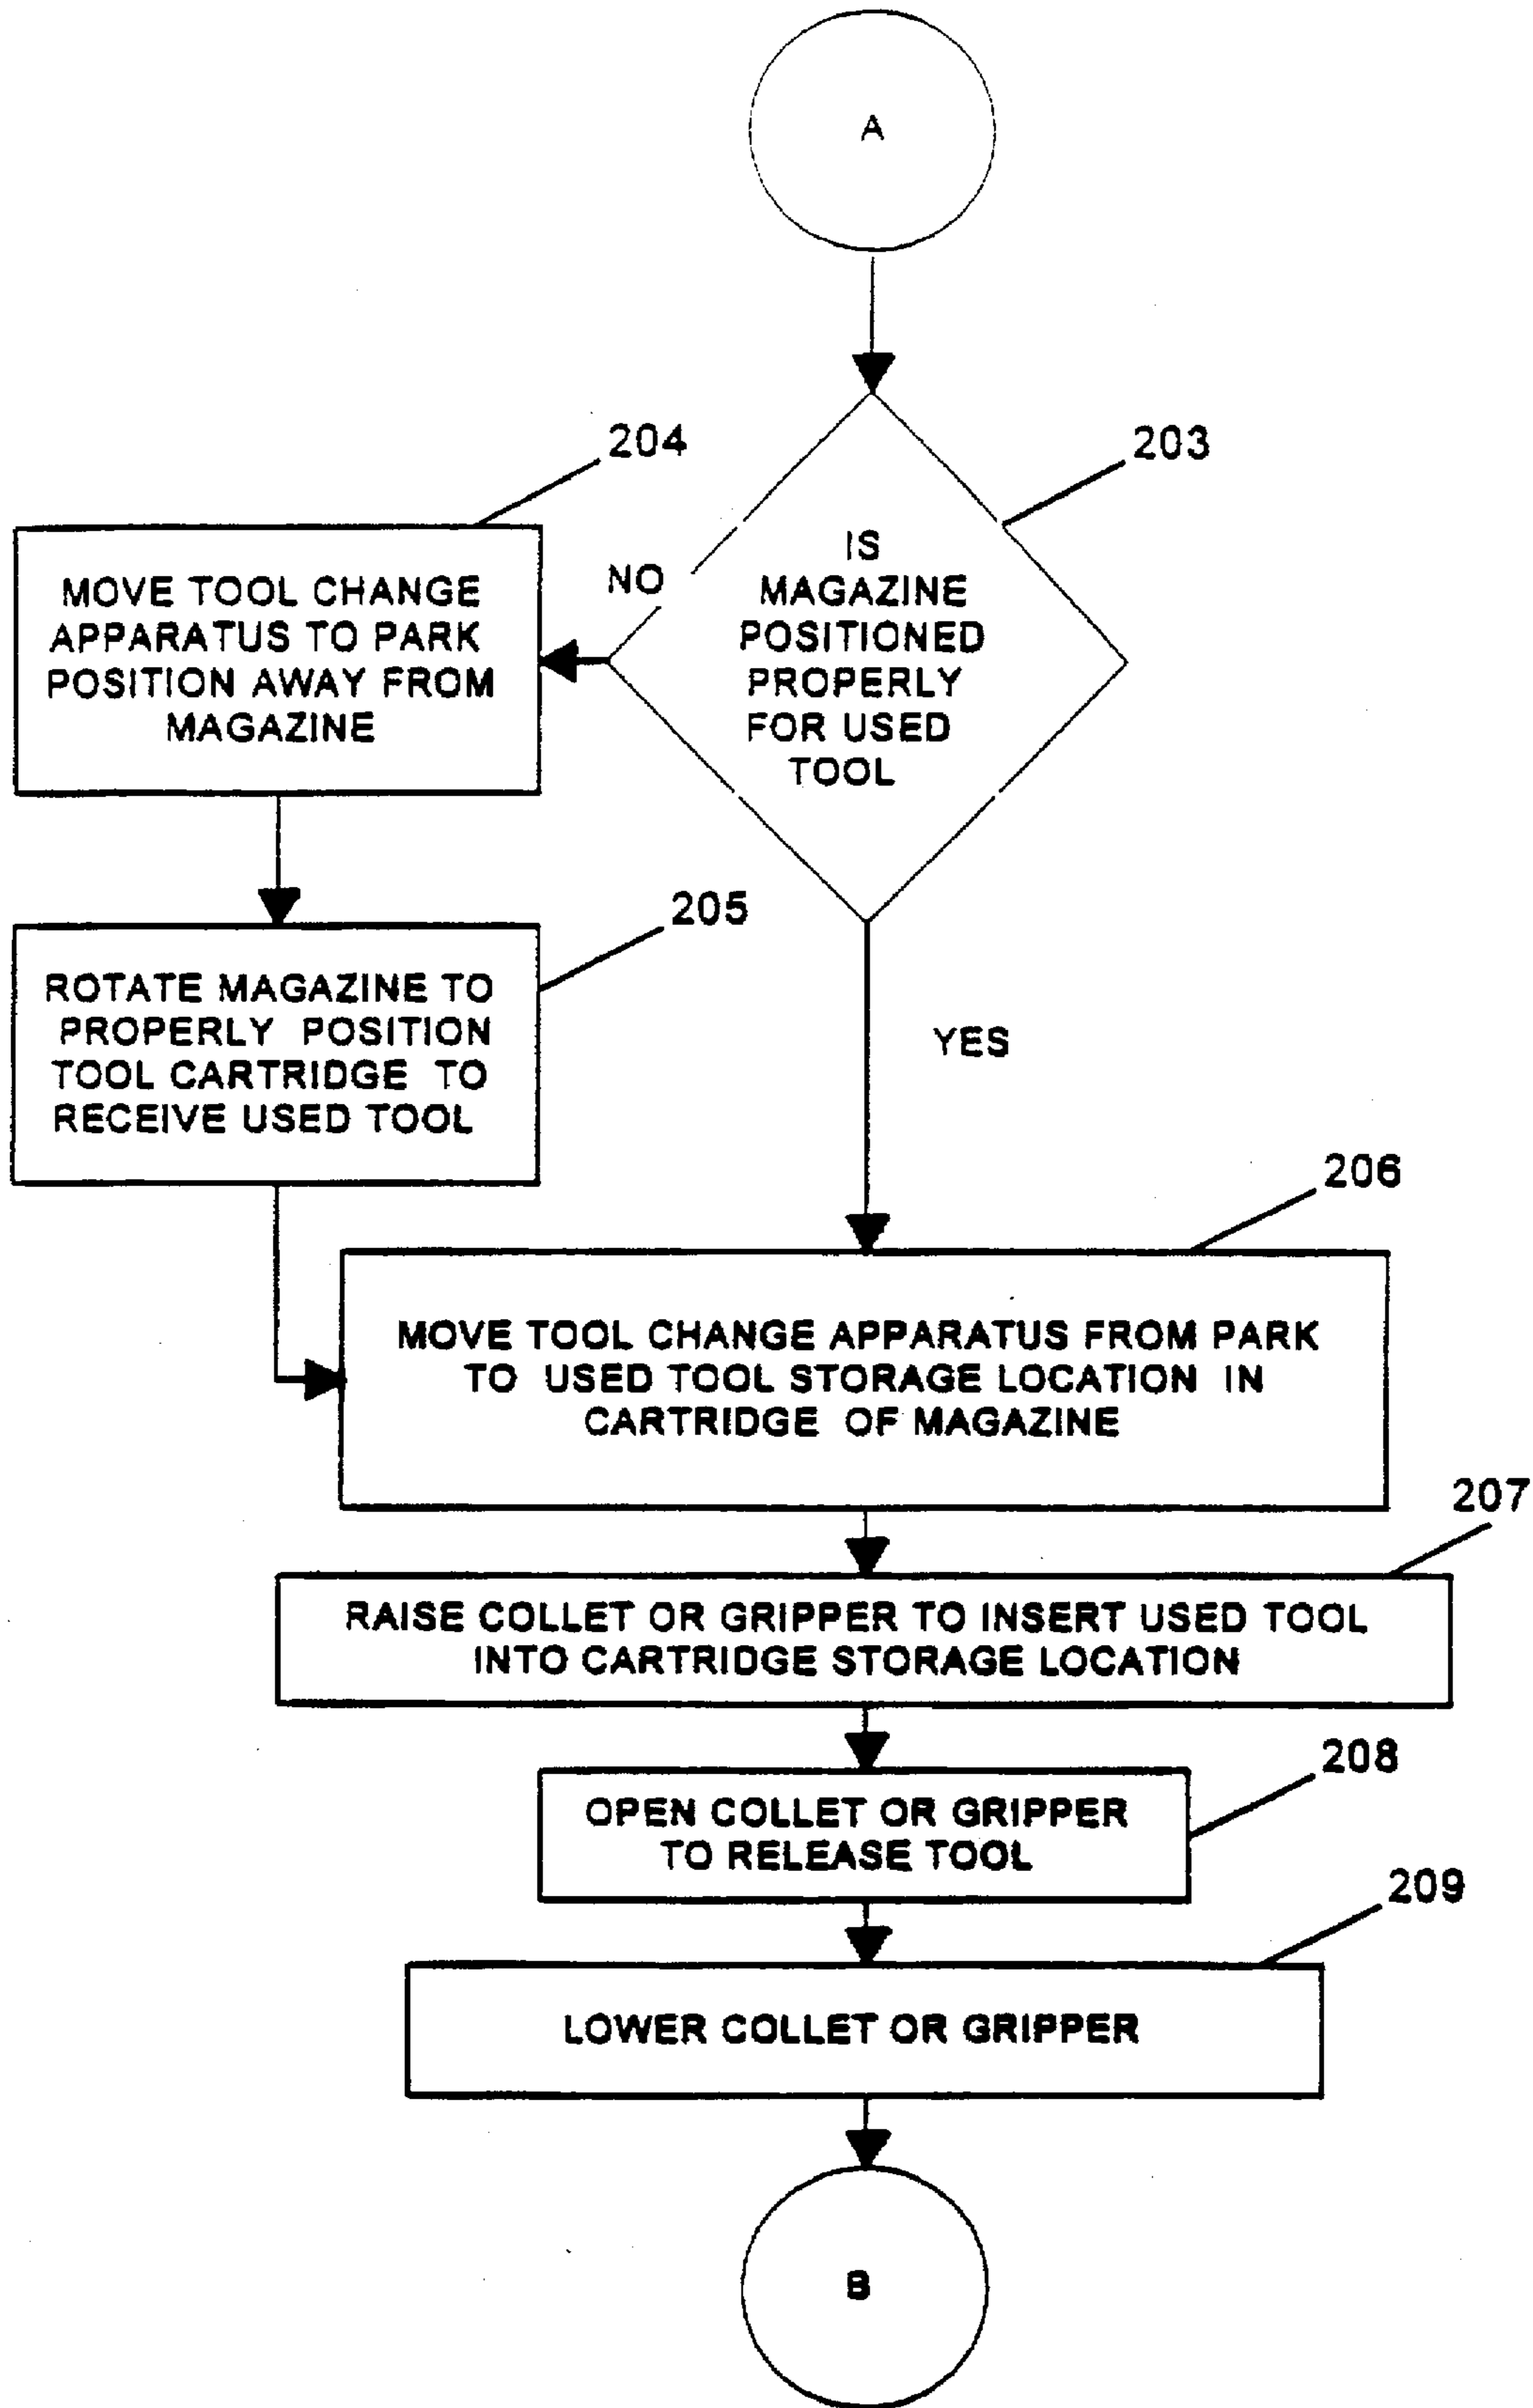 A
203
IS
MAGAZINE
POSITIONED
PROPERLY
FOR USED
TOOL
NO
204
MOVE TOOL CHANGE
APPARATUS TO PARK
POSITION AWAY FROM
MAGAZINE
205
ROTATE MAGAZINE TO
PROPERLY POSITION
TOOL CARTRIDGE TO
RECEIVE USED TOOL
YES
206
MOVE TOOL CHANGE APPARATUS FROM PARK
TO USED TOOL STORAGE LOCATION IN
CARTRIDGE OF MAGAZINE
207
RAISE COLLET OR GRIPPER TO INSERT USED TOOL
INTO CARTRIDGE STORAGE LOCATION
208
OPEN COLLET OR GRIPPER
TO RELEASE TOOL
209
LOWER COLLET OR GRIPPER
B